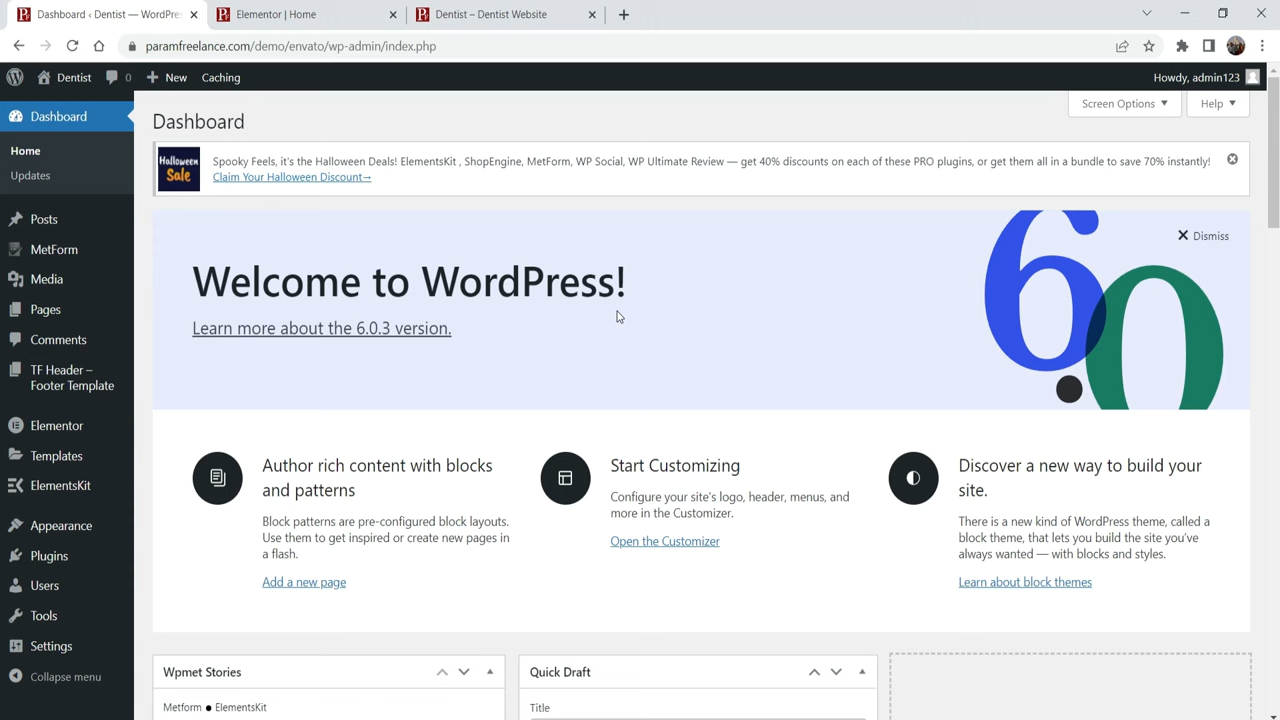 Dashboard ‹ Dentist — WordPres
Elementor | Home
Dentist – Dentist Website
paramfreelance.com/demo/envato/wp-admin/index.php
Dentist
0
New
Caching
Howdy, admin123
Dashboard
Home
Updates
Posts
MetForm
Media
Pages
Comments
TF Header –
Footer Template
Elementor
Templates
ElementsKit
Appearance
Plugins
Users
Tools
Settings
Collapse menu
Screen Options
Help
Dashboard
Halloween
Sale
Spooky Feels, it's the Halloween Deals! ElementsKit , ShopEngine, MetForm, WP Social, WP Ultimate Review — get 40% discounts on each of these PRO plugins, or get them all in a bundle to save 70% instantly!
Claim Your Halloween Discount→
Dismiss
Welcome to WordPress!
Learn more about the 6.0.3 version.
6.0
Author rich content with blocks
and patterns
Block patterns are pre-configured block layouts.
Use them to get inspired or create new pages in
a flash.
Add a new page
Start Customizing
Configure your site's logo, header, menus, and
more in the Customizer.
Open the Customizer
Discover a new way to build your
site.
There is a new kind of WordPress theme, called a
block theme, that lets you build the site you've
always wanted — with blocks and styles.
Learn about block themes
Wpmet Stories
Metform ● ElementsKit
Quick Draft
Title